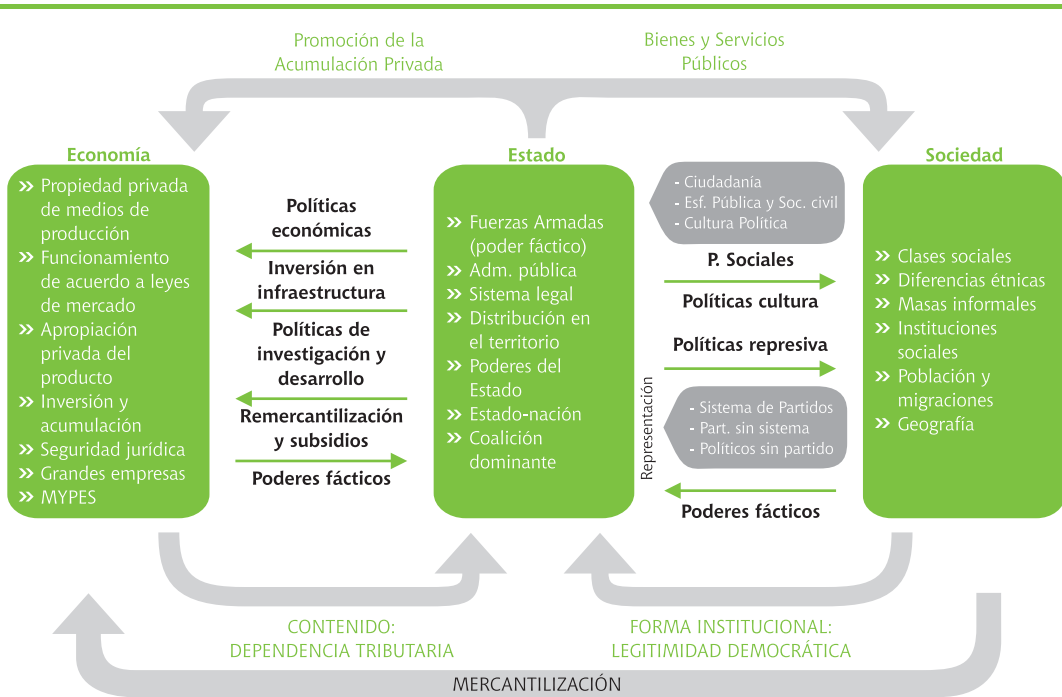 Promoción de la
Acumulación Privada
Bienes y Servicios
Públicos
Economía
» Propiedad privada
de medios de
producción
» Funcionamiento
de acuerdo a leyes
de mercado
» Apropiación
privada del
producto
» Inversión y
acumulación
» Seguridad jurídica
» Grandes empresas
» MYPES
Políticas
económicas
Inversión en
infraestructura
Políticas de
investigación y
desarrollo
Remercantilización
y subsidios
Poderes fácticos
Estado
» Fuerzas Armadas
(poder fáctico)
» Adm. pública
» Sistema legal
» Distribución en
el territorio
» Poderes del
Estado
» Estado-nación
» Coalición
dominante
- Ciudadanía
- Esf. Pública y Soc. civil
- Cultura Política
P. Sociales
Políticas cultura
Políticas represiva
Representación
- Sistema de Partidos
- Part. sin sistema
- Políticos sin partido
Poderes fácticos
Sociedad
» Clases sociales
» Diferencias étnicas
» Masas informales
» Instituciones
sociales
» Población y
migraciones
» Geografía
CONTENIDO:
DEPENDENCIA TRIBUTARIA
FORMA INSTITUCIONAL:
LEGITIMIDAD DEMOCRÁTICA
MERCANTILIZACIÓN